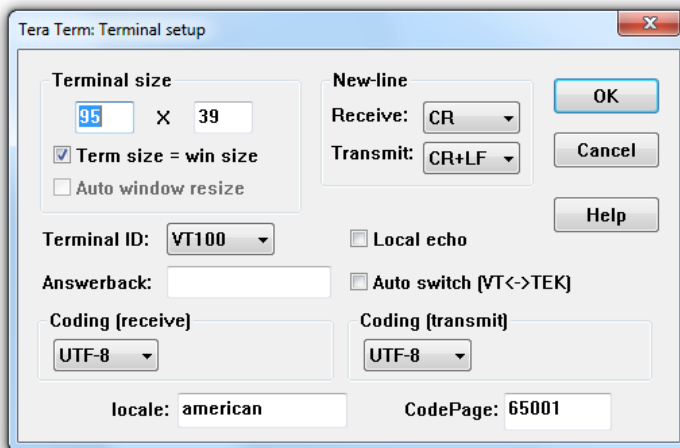 Tera Term: Terminal setup
Terminal size
95 X 39
Term size = win size
Auto window resize
New-line
Receive: CR
Transmit: CR+LF
OK
Cancel
Help
Terminal ID: VT100
Local echo
Answerback:
Auto switch (VT<->TEK)
Coding (receive)
UTF-8
Coding (transmit)
UTF-8
locale: american
CodePage: 65001